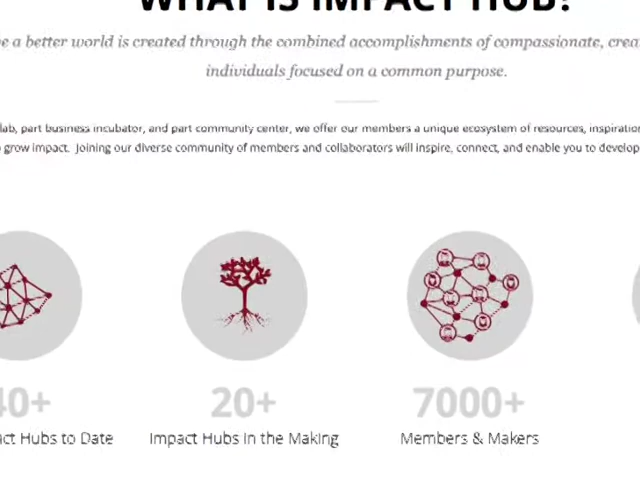 WHAT IS IMPACT HUB?
e a better world is created through the combined accomplishments of compassionate, crea
individuals focused on a common purpose.
lab, part business incubator, and part community center, we offer our members a unique ecosystem of resources, inspiration
grow impact. Joining our diverse community of members and collaborators will inspire, connect, and enable you to develop
40+ 20+ 7000+
act Hubs to Date Impact Hubs in the Making Members & Makers